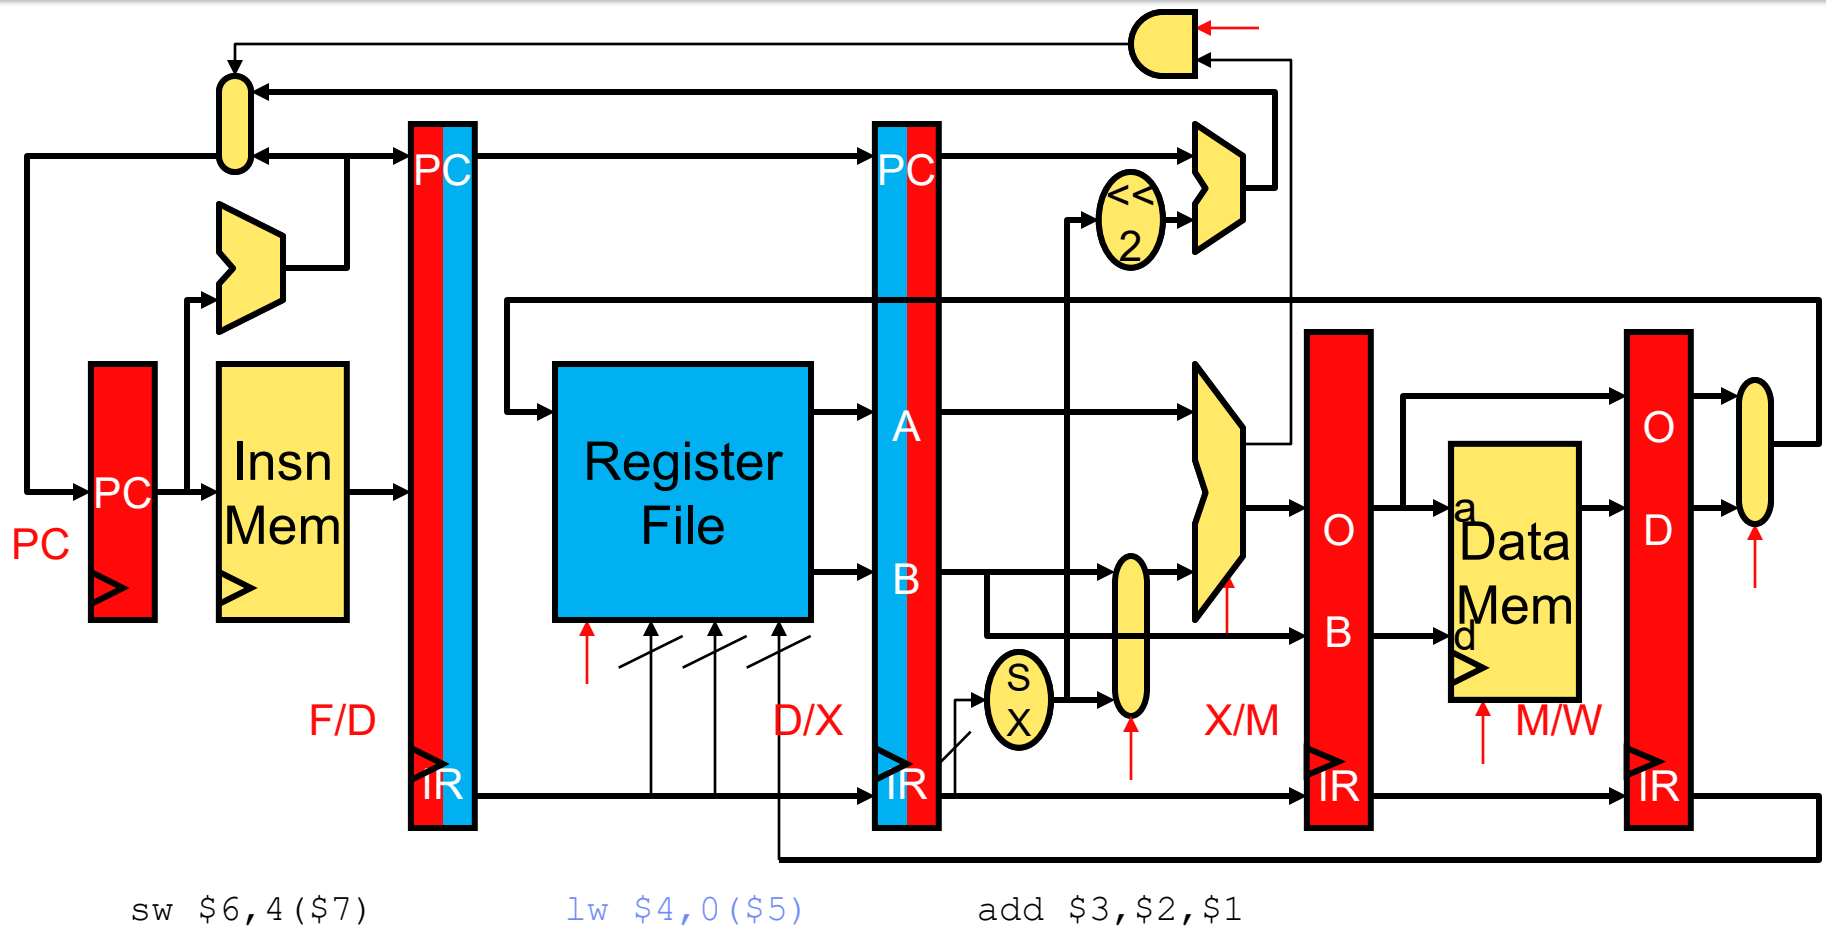 PC
PC
<<
2
Insn
Mem
PC
PC
Register
File
A
B
S
X
O
B
a
Data
Mem
d
O
D
F/D
D/X
X/M
M/W
IR
IR
IR
IR
sw $6,4($7)
lw $4,0($5)
add $3,$2,$1